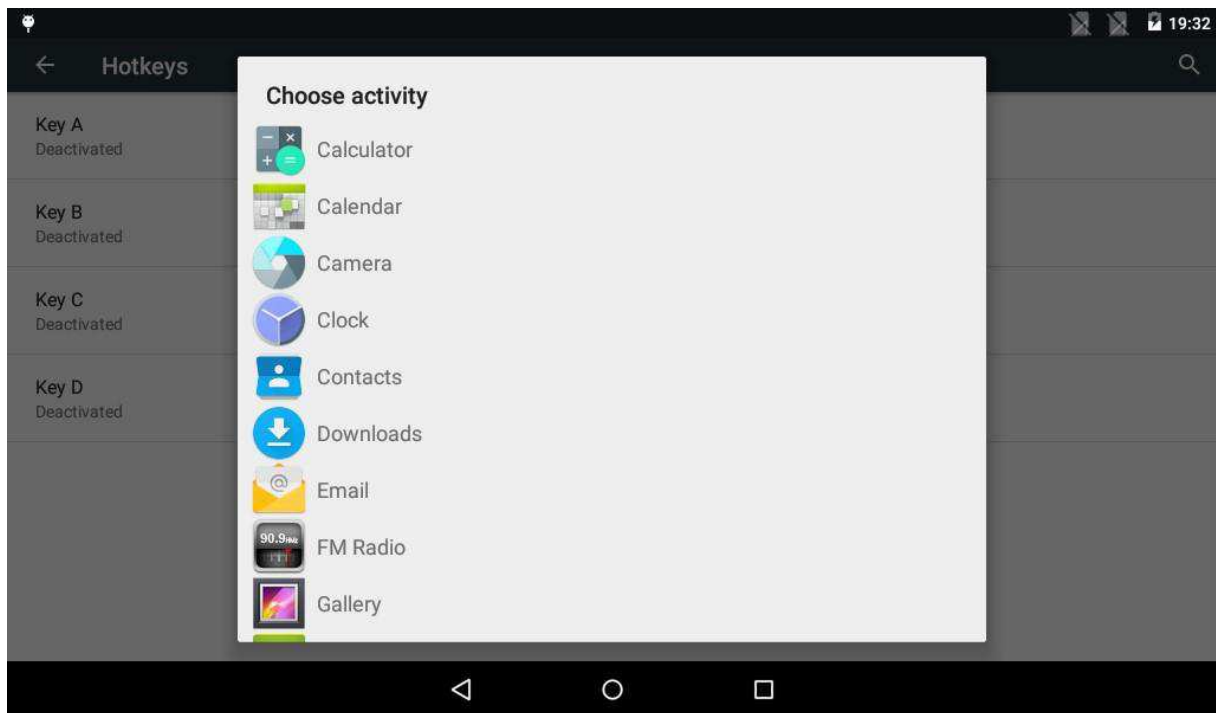 19:32
Hotkeys
Choose activity
Key A
Deactivated
Key B
Deactivated
Key C
Deactivated
Key D
Deactivated
Calculator
Calendar
Camera
Clock
Contacts
Downloads
@
Email
90.9
FM Radio
Gallery